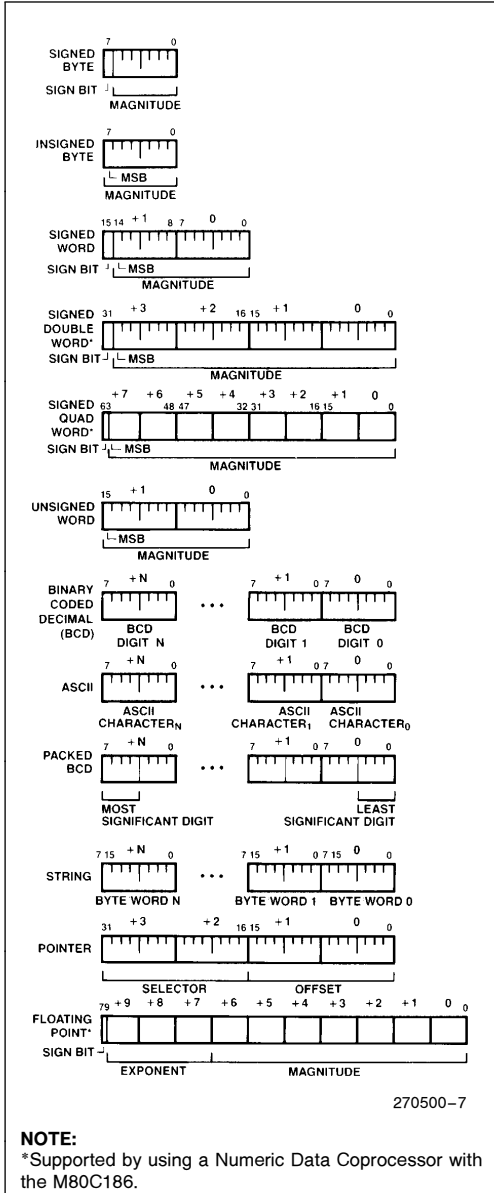 7 0
SIGNED
BYTE
SIGN BIT
MAGNITUDE
7 0
JNSIGNED
BYTE
MSB
MAGNITUDE
15 14 +1 8 7 0 0
SIGNED
WORD
SIGN BIT MSB
MAGNITUDE
SIGNED 31 +3 +2 16 15 +1 0 0
DOUBLE
WORD*
SIGN BIT MSB
MAGNITUDE
SIGNED +7 +6 +5 +4 +3 +2 +1 0
63 48 47 32 31 16 15 0
QUAD
WORD*
SIGN BIT MSB
MAGNITUDE
15 +1 0 0
UNSIGNED
WORD
MSB
MAGNITUDE
BINARY 7 +N 0 7 +1 0 7 0 0
CODED •••
DECIMAL
(BCD) BCD BCD BCD
DIGIT N DIGIT 1 DIGIT 0
7 +N 0 7 +1 0 7 0 0
ASCII •••
ASCII ASCII ASCII
CHARACTERN CHARACTER1 CHARACTER0
PACKED 7 +N 0 7 +1 0 7 0 0
BCD •••
MOST LEAST
SIGNIFICANT DIGIT SIGNIFICANT DIGIT
7 15 +N 0 7 15 +1 0 7 15 0 0
STRING •••
BYTE WORD N BYTE WORD 1 BYTE WORD 0
31 +3 +2 16 15 +1 0 0
POINTER
SELECTOR OFFSET
79 +9 +8 +7 +6 +5 +4 +3 +2 +1 0 0
FLOATING
POINT*
SIGN BIT
EXPONENT MAGNITUDE
270500–7
NOTE:
*Supported by using a Numeric Data Coprocessor with
the M80C186.